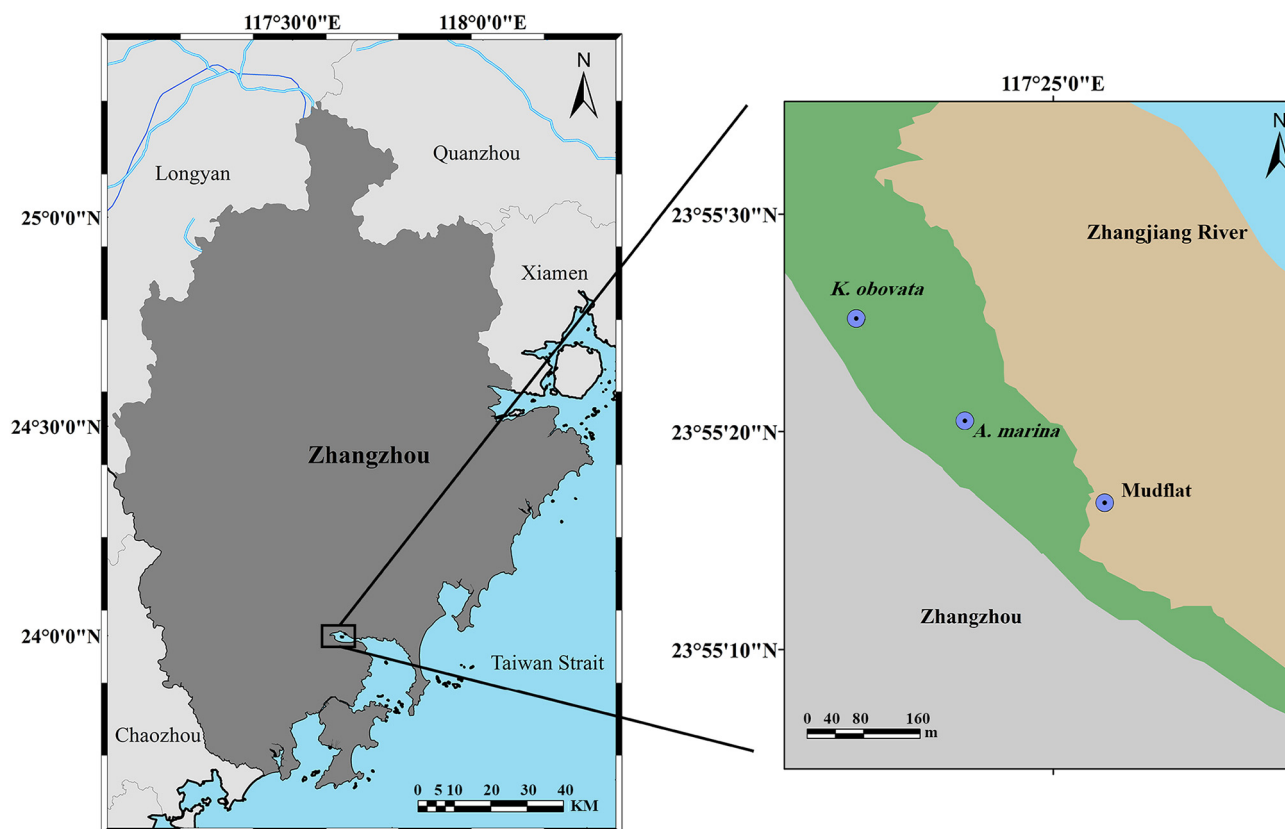 117°30'0"E
118°0'0"E
N
Quanzhou
Longyan
25°0'0"N
Xiamen
24°30'0"N
Zhangzhou
24°0'0"N
Taiwan Strait
Chaozhou
0 5 10 20 30 40
KM
117°25'0"E
N
23°55'30"N
Zhangjiang River
K. obovata
23°55'20"N
A. marina
Mudflat
Zhangzhou
23°55'10"N
0 40 80 160
m